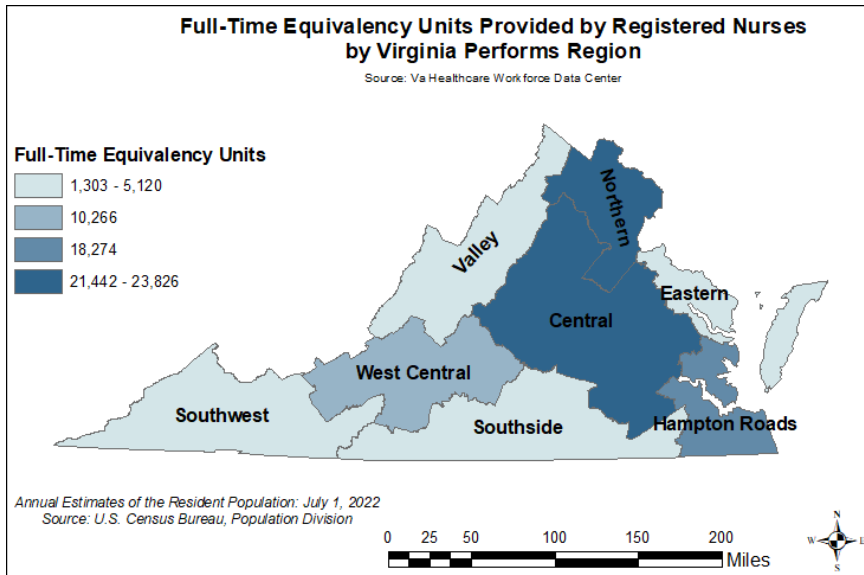 Full-Time Equivalency Units Provided by Registered Nurses
by Virginia Performs Region
Source: Va Healthcare Workforce Data Center
Full-Time Equivalency Units
1,303 - 5,120
10,266
18,274
21,442 - 23,826
Northern
Valley
Eastern
Central
West Central
Southwest
Southside
Hampton Roads
Annual Estimates of the Resident Population: July 1, 2022
Source: U.S. Census Bureau, Population Division
0 25 50 100 150 200
Miles
N
W E
S